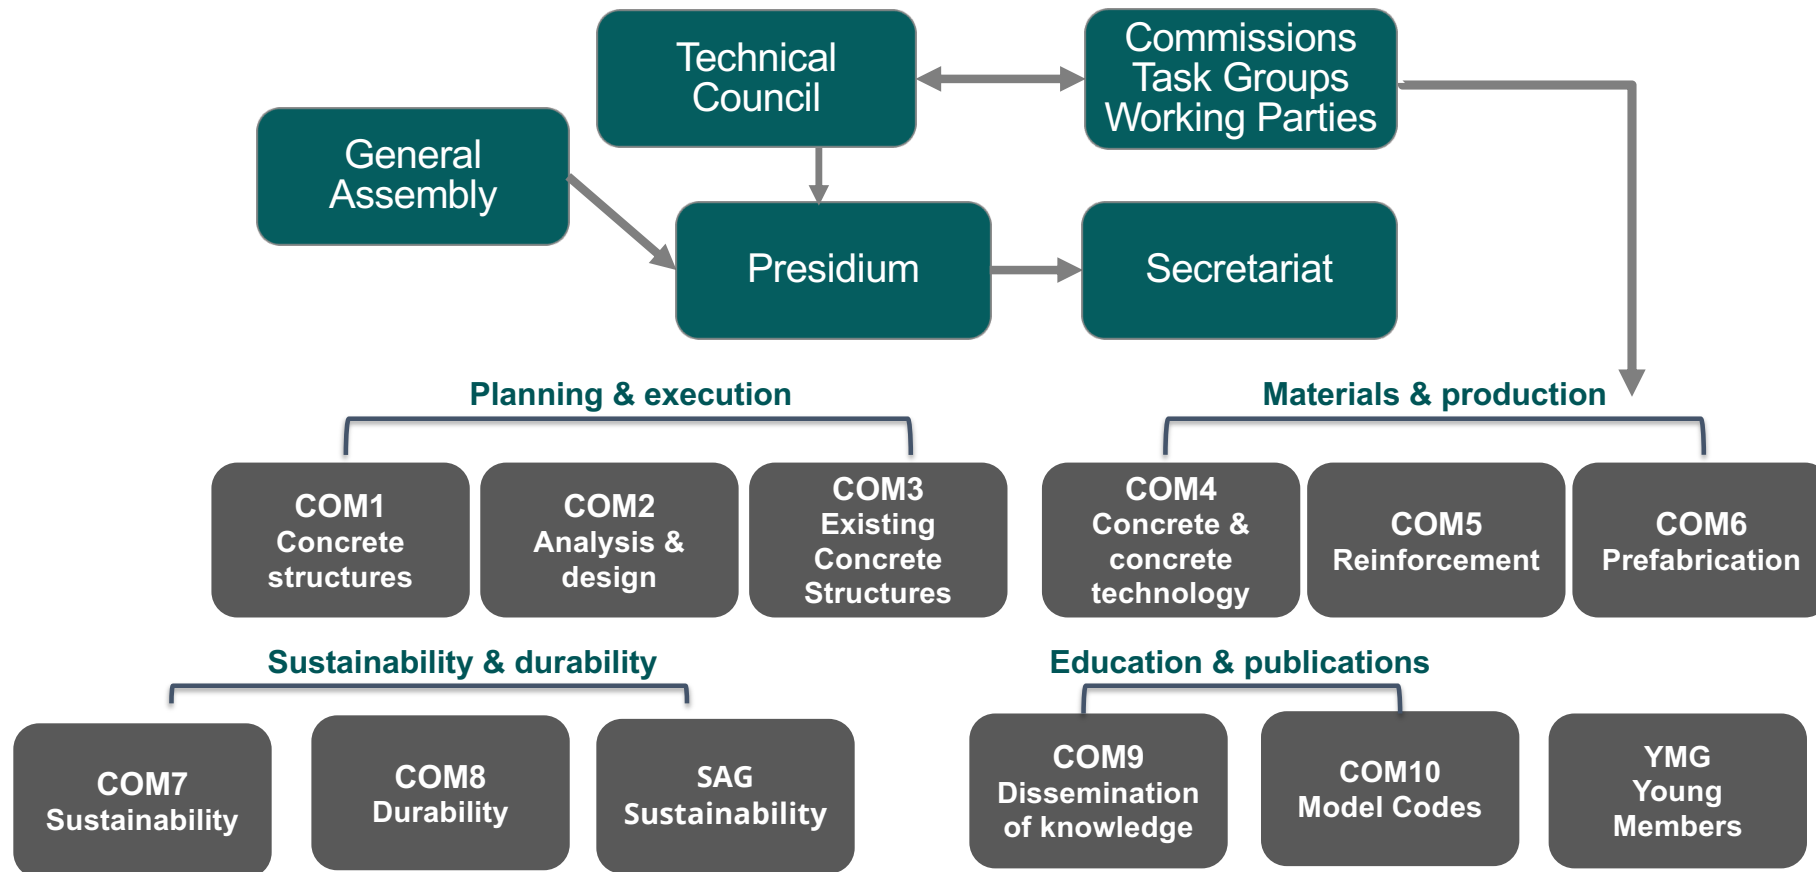 Technical
Council
Commissions
Task Groups
Working Parties
General
Assembly
Presidium
Secretariat
Planning & execution
Materials & production
COM1
Concrete
structures
COM2
Analysis &
design
COM3
Existing
Concrete
Structures
COM4
Concrete &
concrete
technology
COM5
Reinforcement
COM6
Prefabrication
Sustainability & durability
Education & publications
COM7
Sustainability
COM8
Durability
SAG
Sustainability
COM9
Dissemination
of knowledge
COM10
Model Codes
YMG
Young
Members